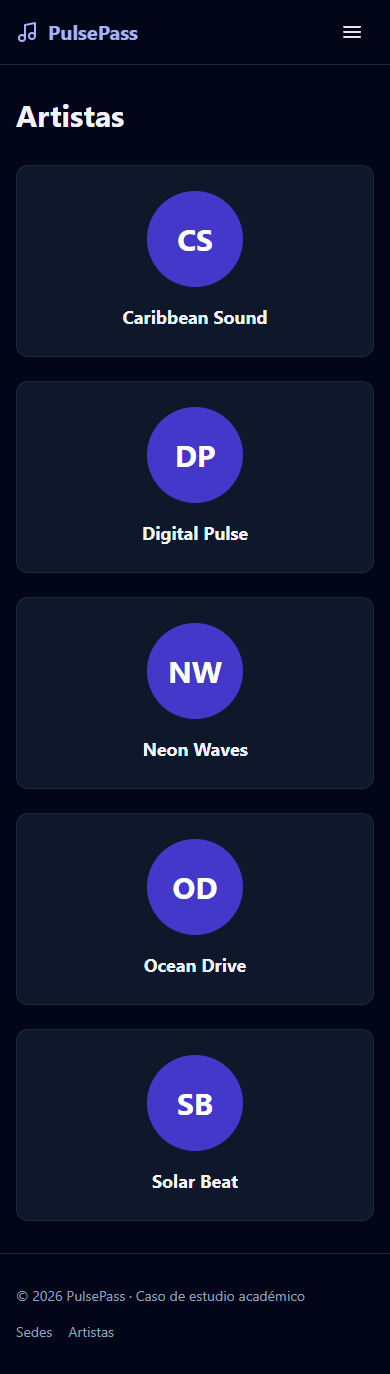 PulsePass
Artistas
CS
Caribbean Sound
DP
Digital Pulse
NW
Neon Waves
OD
Ocean Drive
SB
Solar Beat
© 2026 PulsePass · Caso de estudio académico
Sedes Artistas